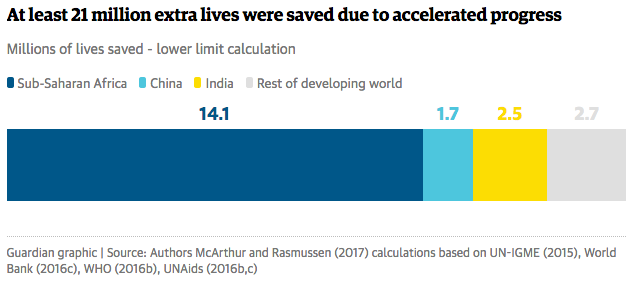 At least 21 million extra lives were saved due to accelerated progress
Millions of lives saved - lower limit calculation
Sub-Saharan Africa China India Rest of developing world
14.1 1.7 2.5 2.7
Guardian graphic | Source: Authors McArthur and Rasmussen (2017) calculations based on UN-IGME (2015), World
Bank (2016c), WHO (2016b), UNAids (2016b,c)